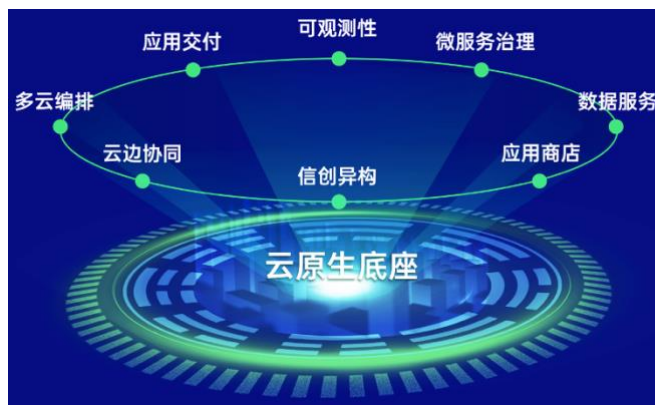 可观测性
应用交付
微服务治理
多云编排
数据服务
云边协同
应用商店
信创异构
云原生底座